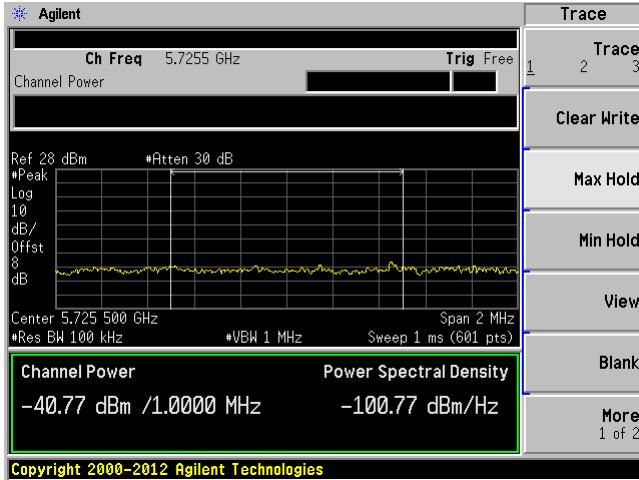 Agilent
Trace
Ch Freq 5.7255 GHz Trig Free
Channel Power
Trace
1 2 3
Clear Write
Max Hold
Min Hold
View
Blank
More
1 of 2
Ref 28 dBm #Atten 30 dB
#Peak
Log
10
dB/
Offst
8
dB
Center 5.725 500 GHz Span 2 MHz
#Res BW 100 kHz #VBW 1 MHz Sweep 1 ms (601 pts)
Channel Power Power Spectral Density
-40.77 dBm /1.0000 MHz -100.77 dBm/Hz
Copyright 2000-2012 Agilent Technologies